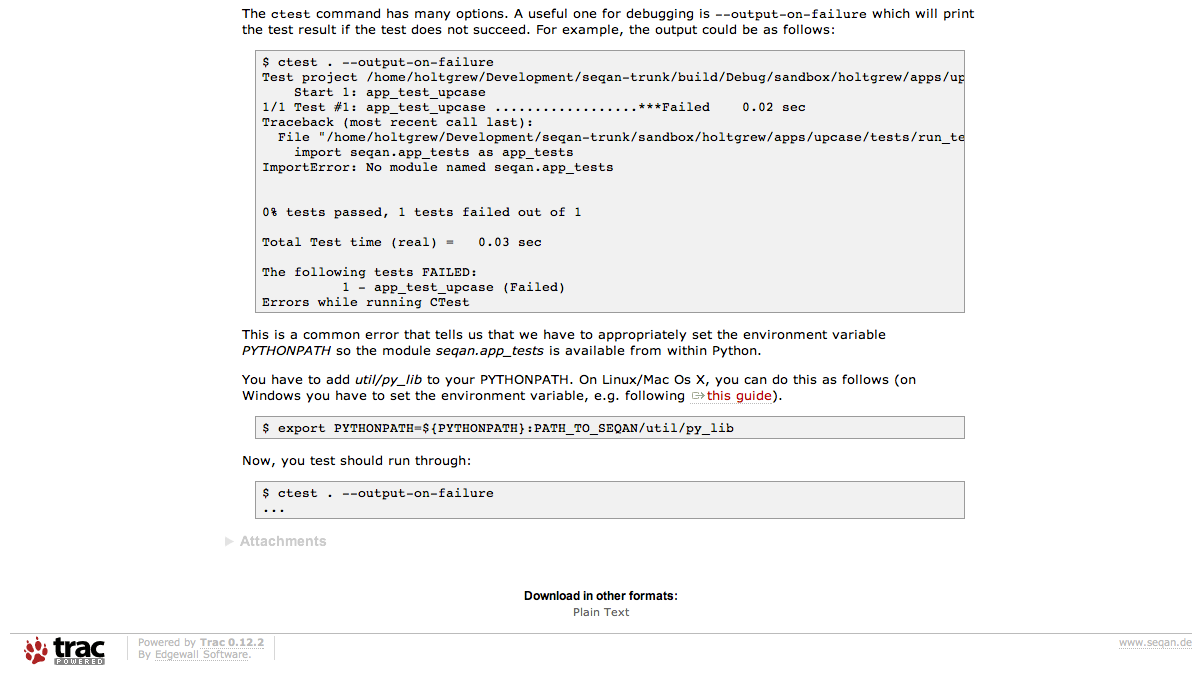 The ctest command has many options. A useful one for debugging is --output-on-failure which will print
the test result if the test does not succeed. For example, the output could be as follows:
$ ctest . --output-on-failure
Test project /home/holtgrew/Development/seqan-trunk/build/Debug/sandbox/holtgrew/apps/up
    Start 1: app_test_upcase
1/1 Test #1: app_test_upcase ..................***Failed    0.02 sec
Traceback (most recent call last):
  File "/home/holtgrew/Development/seqan-trunk/sandbox/holtgrew/apps/upcase/tests/run_te
    import seqan.app_tests as app_tests
ImportError: No module named seqan.app_tests
0% tests passed, 1 tests failed out of 1
Total Test time (real) =   0.03 sec
The following tests FAILED:
          1 - app_test_upcase (Failed)
Errors while running CTest
This is a common error that tells us that we have to appropriately set the environment variable
PYTHONPATH so the module seqan.app_tests is available from within Python.
You have to add util/py_lib to your PYTHONPATH. On Linux/Mac Os X, you can do this as follows (on
Windows you have to set the environment variable, e.g. following this guide).
$ export PYTHONPATH=${PYTHONPATH}:PATH_TO_SEQAN/util/py_lib
Now, you test should run through:
$ ctest . --output-on-failure
...
Attachments
Download in other formats:
Plain Text
trac
POWERED
Powered by Trac 0.12.2
By Edgewall Software.
www.seqan.de